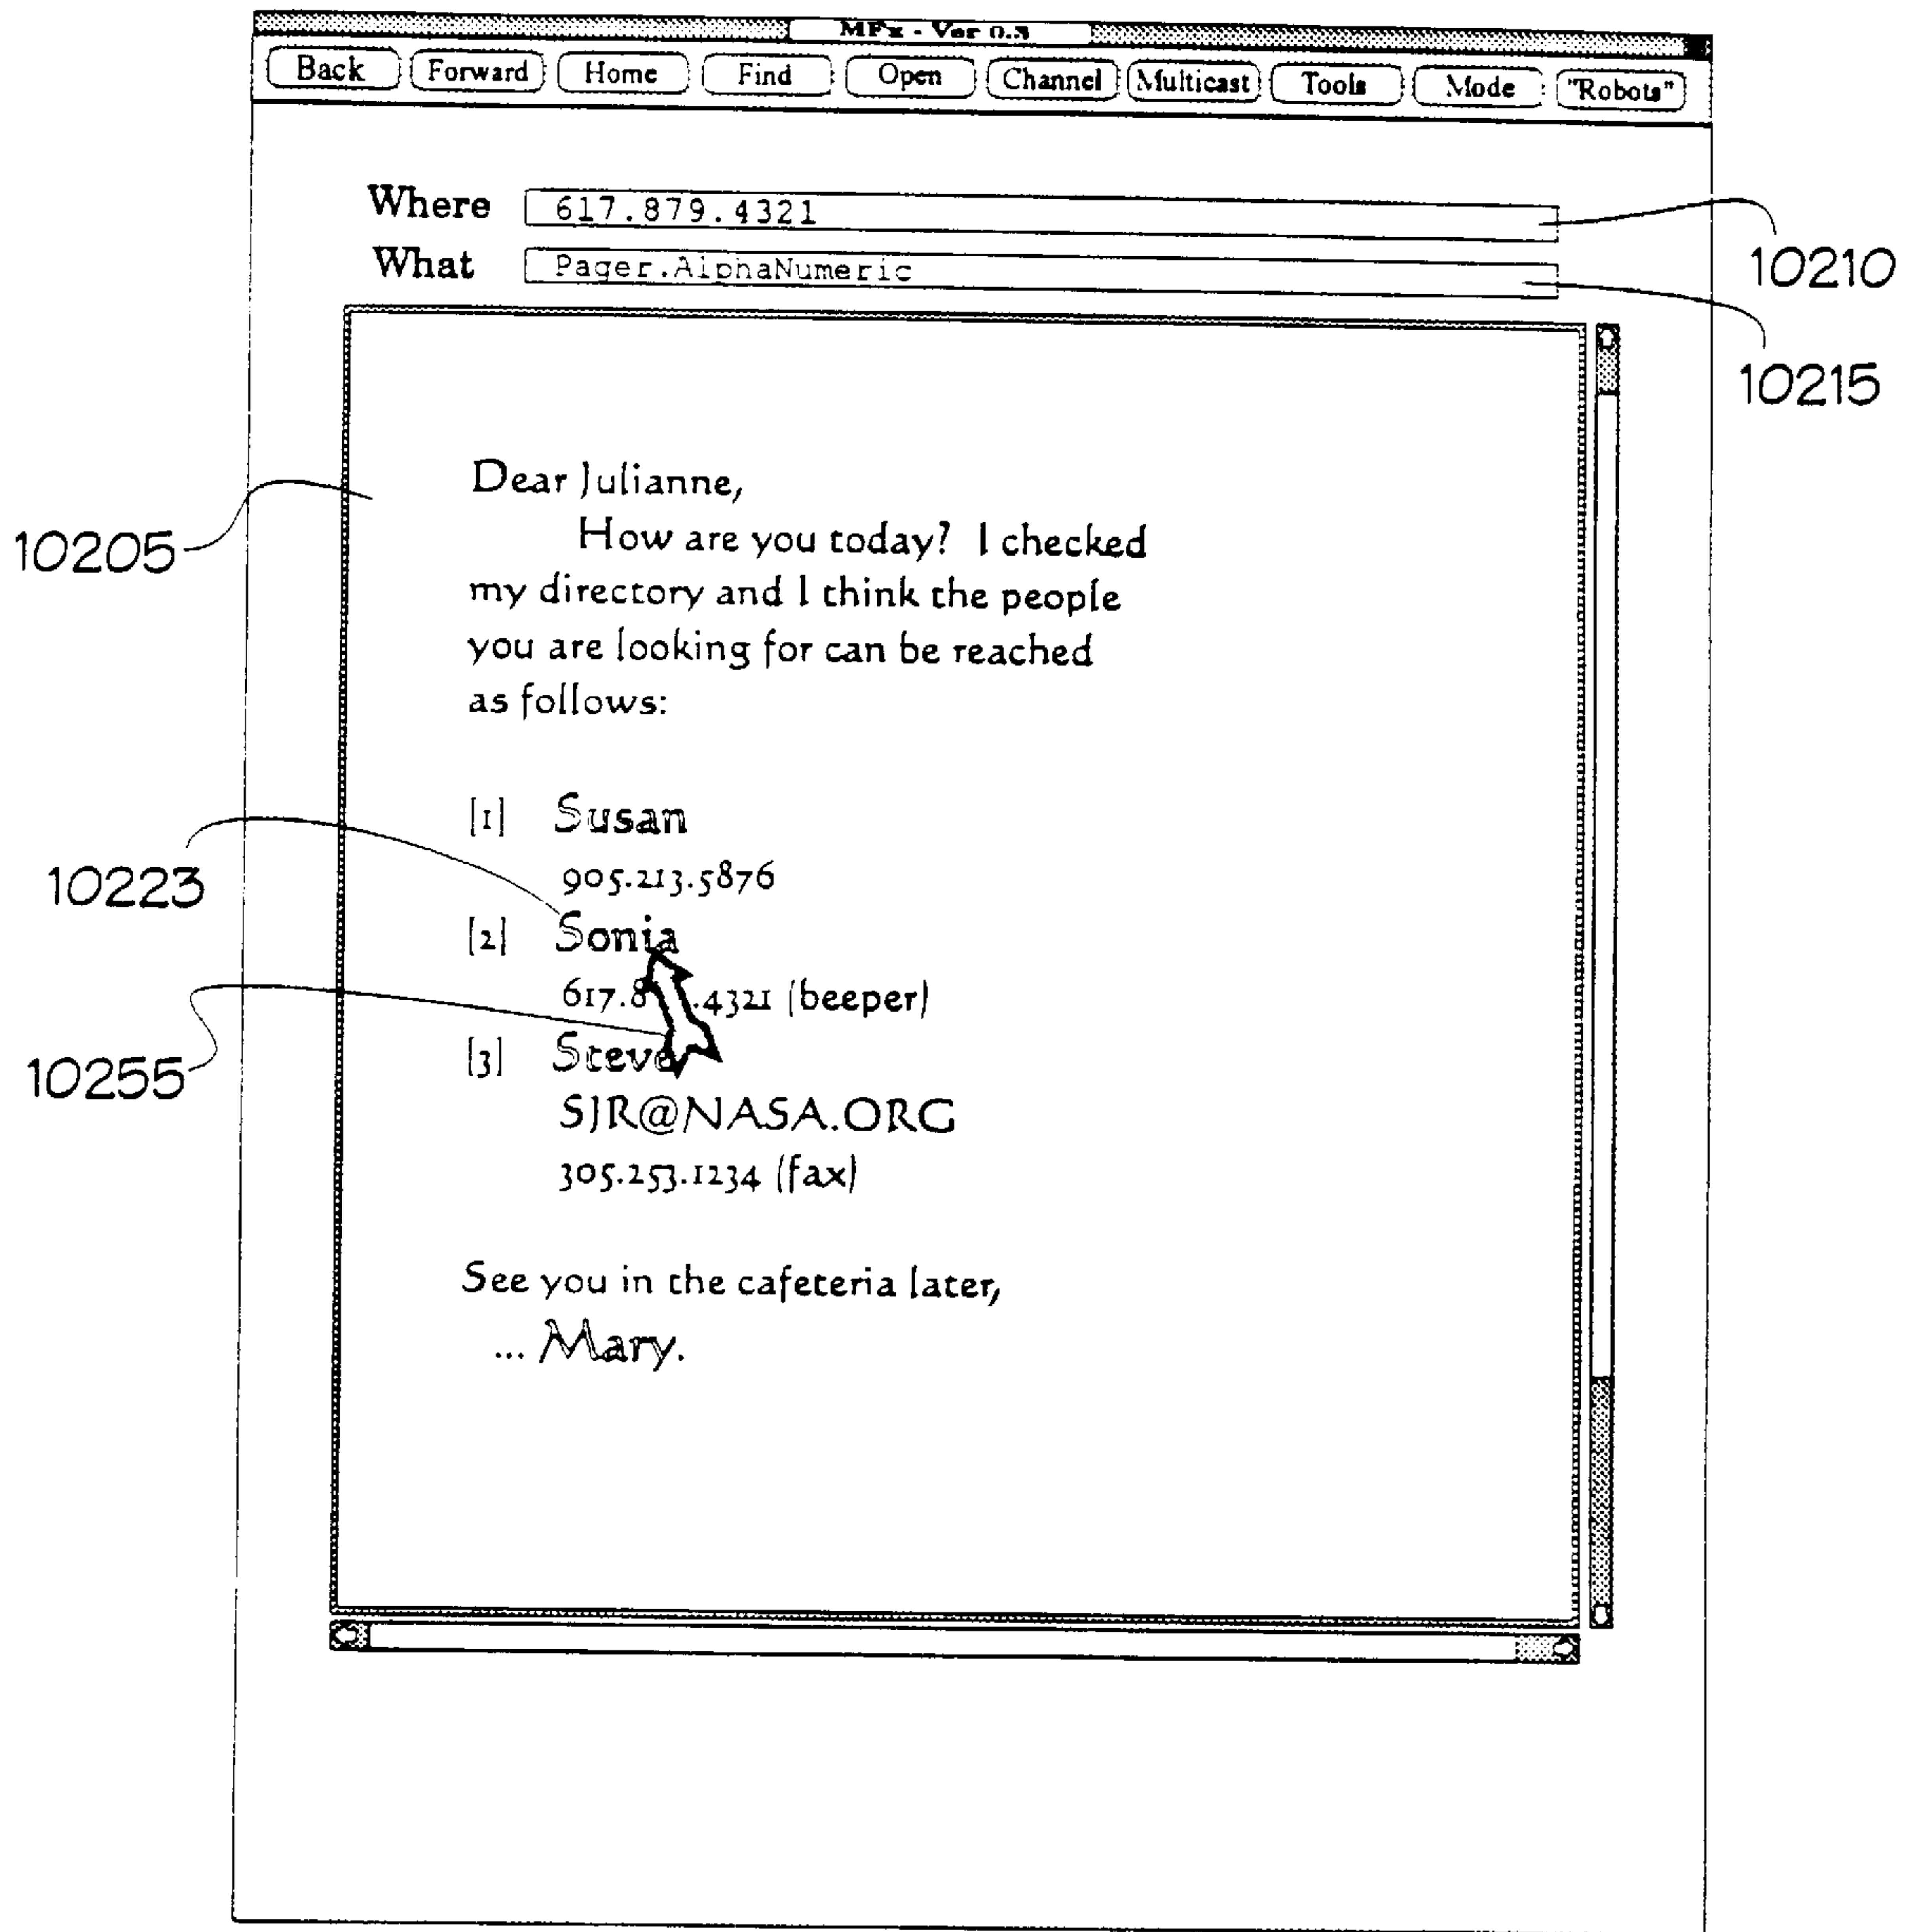 MFx - Ver 0.3
Back Forward Home Find Open Channel Multicast Tools Mode "Robots"
Where 617.879.4321
What Pager.AlphaNumeric
10210
10215
10205
Dear Julianne,
How are you today? I checked
my directory and I think the people
you are looking for can be reached
as follows:
[1] Susan
905.213.5876
10223
[2] Sonia
617.8 .4321 (beeper)
10255
[3] Steve
SJR@NASA.ORG
305.253.1234 (fax)
See you in the cafeteria later,
... Mary.